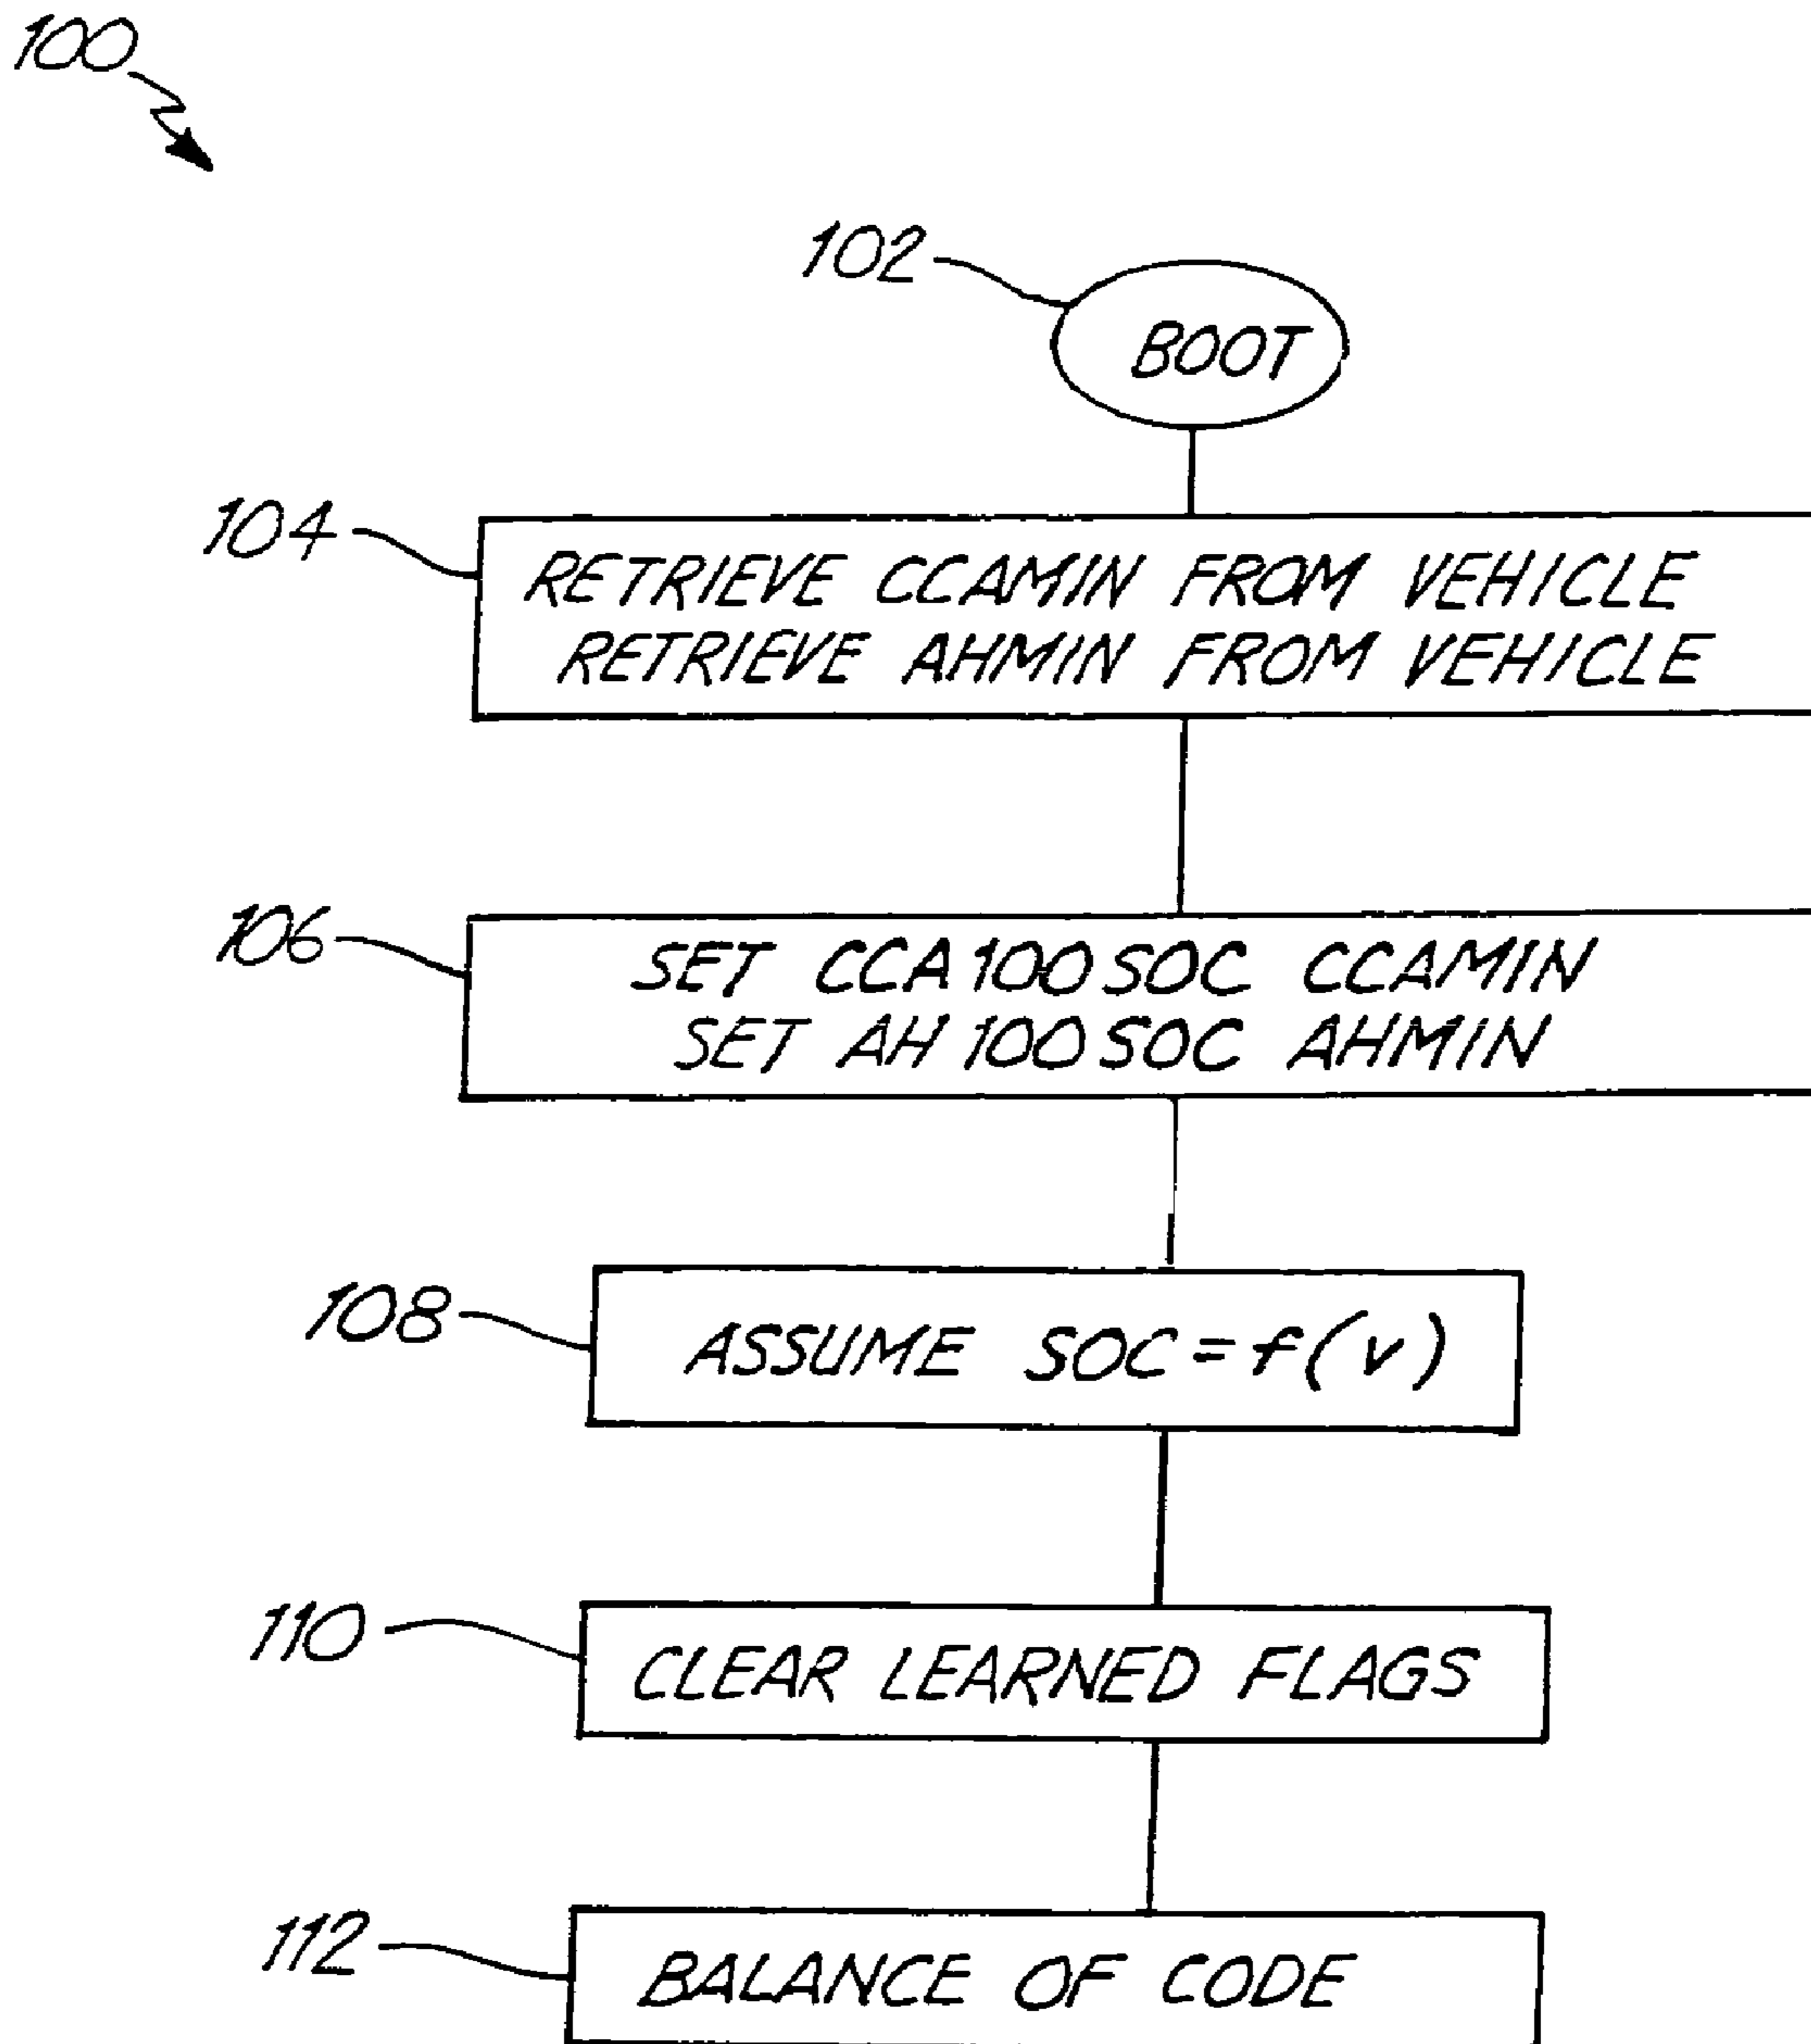 100
102
BOOT
104
RETRIEVE CCAMIN FROM VEHICLE
RETRIEVE AHMIN FROM VEHICLE
106
SET CCA100SOC CCAMIN
SET AH100SOC AHMIN
108
ASSUME SOC=f(v)
110
CLEAR LEARNED FLAGS
112
BALANCE OF CODE